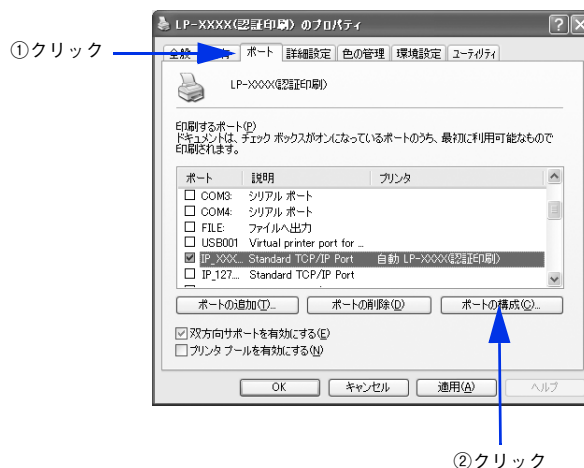 LP-XXXX(認証印刷) のプロパティ
①クリック
全般 ポート 詳細設定 色の管理 環境設定 ユーティリティ
LP-XXXX(認証印刷)
印刷するポート(P)
ドキュメントは、チェック ボックスがオンになっているポートのうち、最初に利用可能なもので
印刷されます。
ポート 説明 プリンタ
COM3: シリアル ポート
COM4: シリアル ポート
FILE: ファイルへ出力
USB001 Virtual printer port for ...
IP_XXX... Standard TCP/IP Port 自動 LP-XXXX(認証印刷)
IP_127.... Standard TCP/IP Port
ポートの追加(T)... ポートの削除(D) ポートの構成(C)...
双方向サポートを有効にする(E)
プリンタ プールを有効にする(N)
OK キャンセル 適用(A) ヘルプ
②クリック